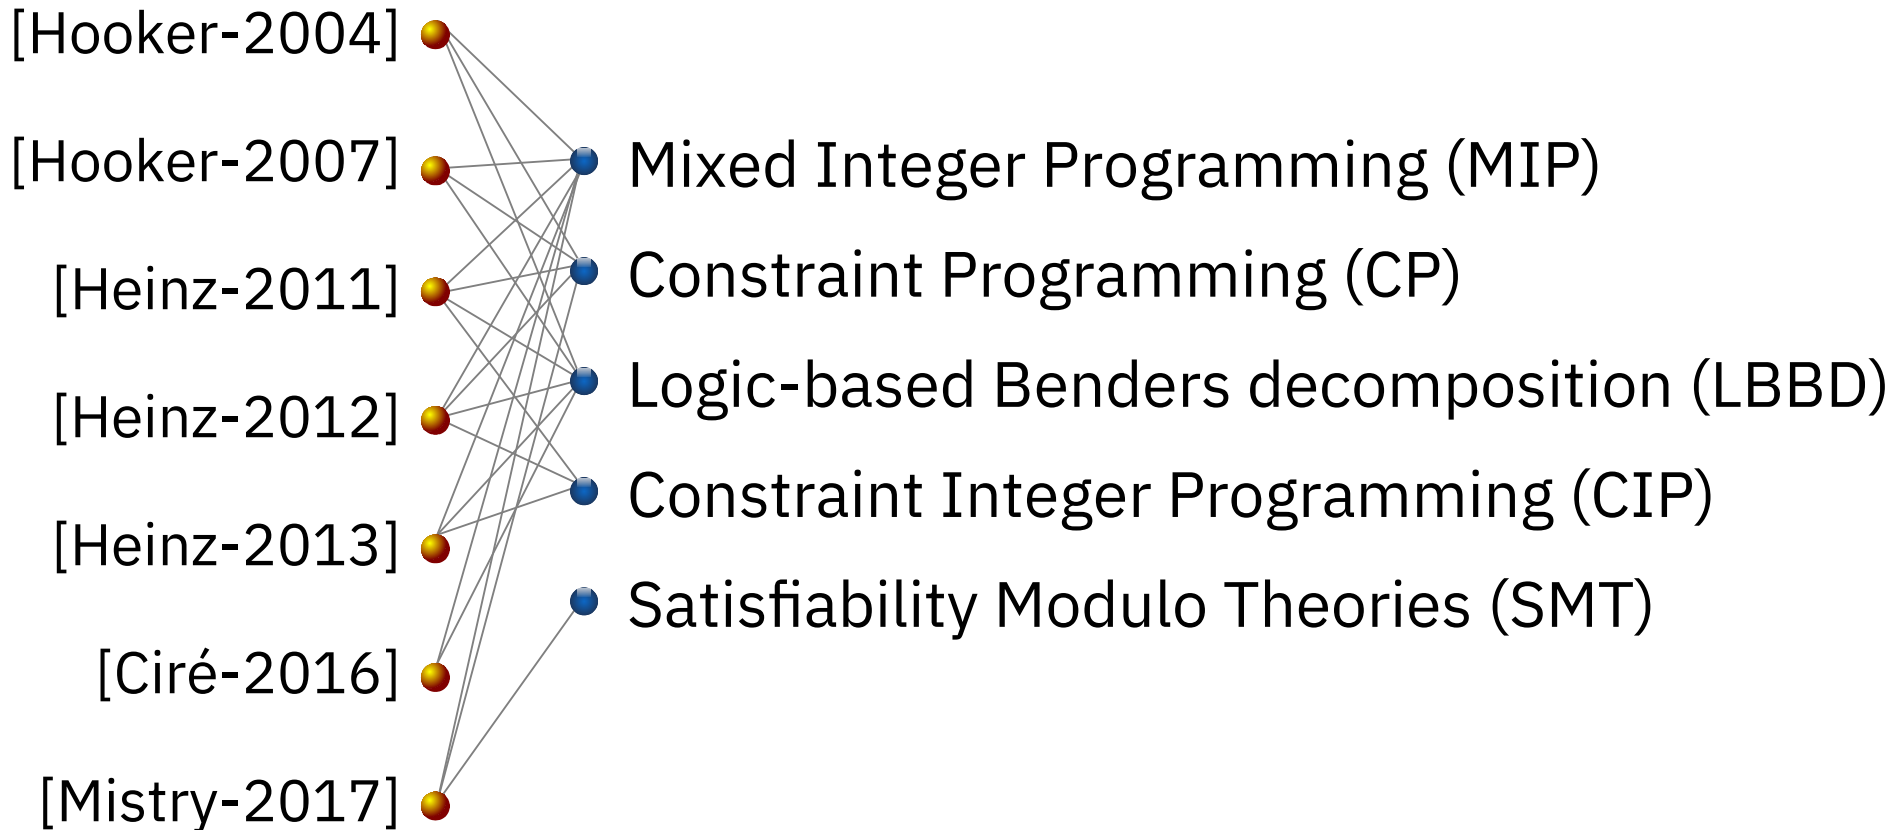 [Hooker-2004]
[Hooker-2007]
Mixed Integer Programming (MIP)
[Heinz-2011]
Constraint Programming (CP)
[Heinz-2012]
Logic-based Benders decomposition (LBBD)
[Heinz-2013]
Constraint Integer Programming (CIP)
[Ciré-2016]
Satisfiability Modulo Theories (SMT)
[Mistry-2017]